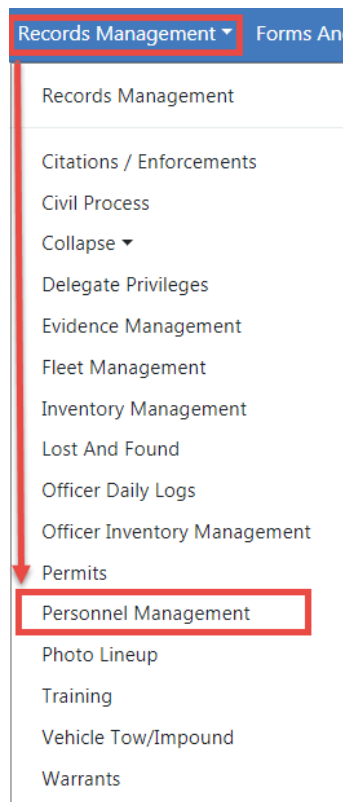 Records Management Forms And
Records Management
Citations / Enforcements
Civil Process
Collapse
Delegate Privileges
Evidence Management
Fleet Management
Inventory Management
Lost And Found
Officer Daily Logs
Officer Inventory Management
Permits
Personnel Management
Photo Lineup
Training
Vehicle Tow/Impound
Warrants